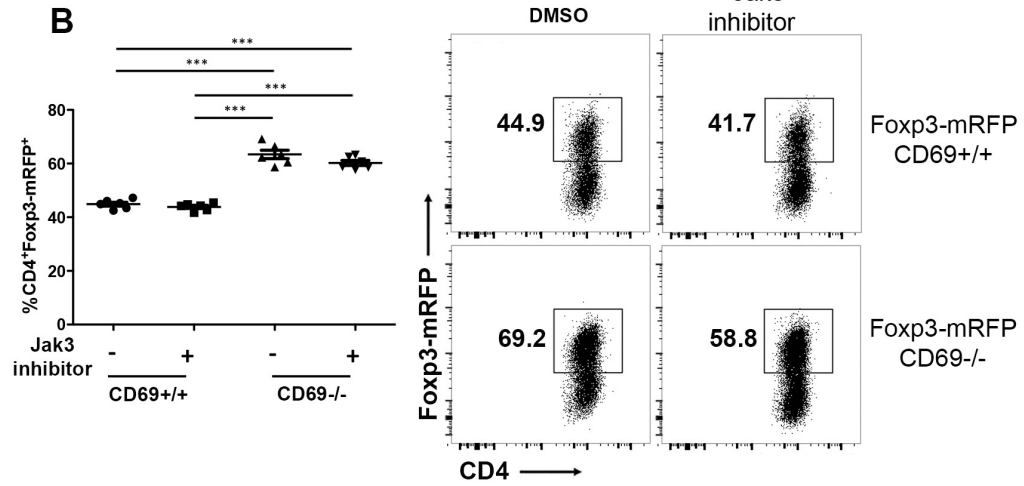 B
***
***
***
***
80
60
40
20
0
%CD4+Foxp3-mRFP+
Jak3
inhibitor
- + - +
CD69+/+ CD69-/-
DMSO
inhibitor
44.9
41.7
Foxp3-mRFP
CD69+/+
69.2
58.8
Foxp3-mRFP
CD69-/-
Foxp3-mRFP
CD4